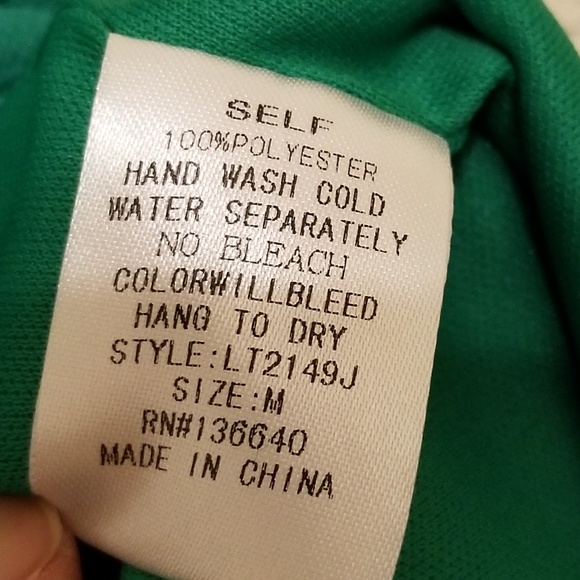 SELF
100%POLYESTER
HAND WASH COLD
WATER SEPARATELY
NO BLEACH
COLORWILLBLEED
HANG TO DRY
STYLE:LT2149J
SIZE:M
RN#136640
MADE IN CHINA